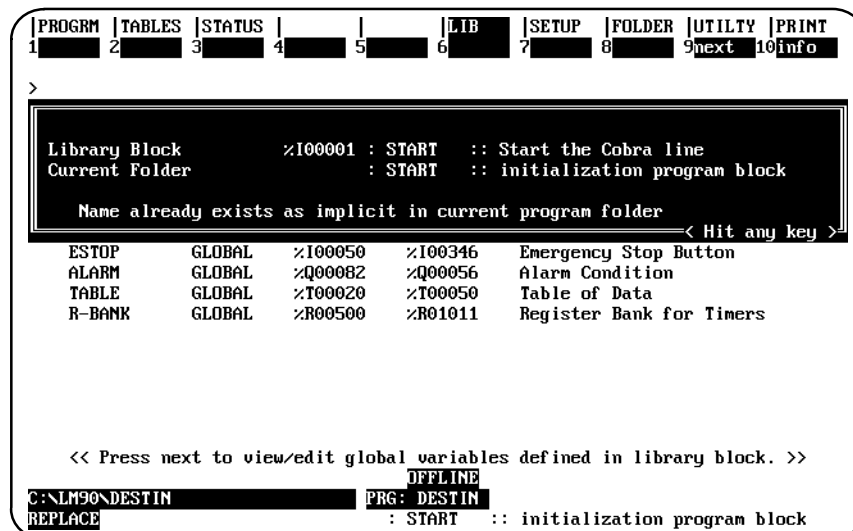 |PROGRM |TABLES |STATUS | | |LIB |SETUP |FOLDER |UTILTY |PRINT
1 2 3 4 5 6 7 8 9next 10info
>
Library Block %I00001 : START :: Start the Cobra line
Current Folder : START :: initialization program block
Name already exists as implicit in current program folder
< Hit any key >
ESTOP GLOBAL %I00050 %I00346 Emergency Stop Button
ALARM GLOBAL %Q00082 %Q00056 Alarm Condition
TABLE GLOBAL %T00020 %T00050 Table of Data
R-BANK GLOBAL %R00500 %R01011 Register Bank for Timers
<< Press next to view/edit global variables defined in library block. >>
OFFLINE
C:\LM90\DESTIN PRG: DESTIN
REPLACE : START :: initialization program block